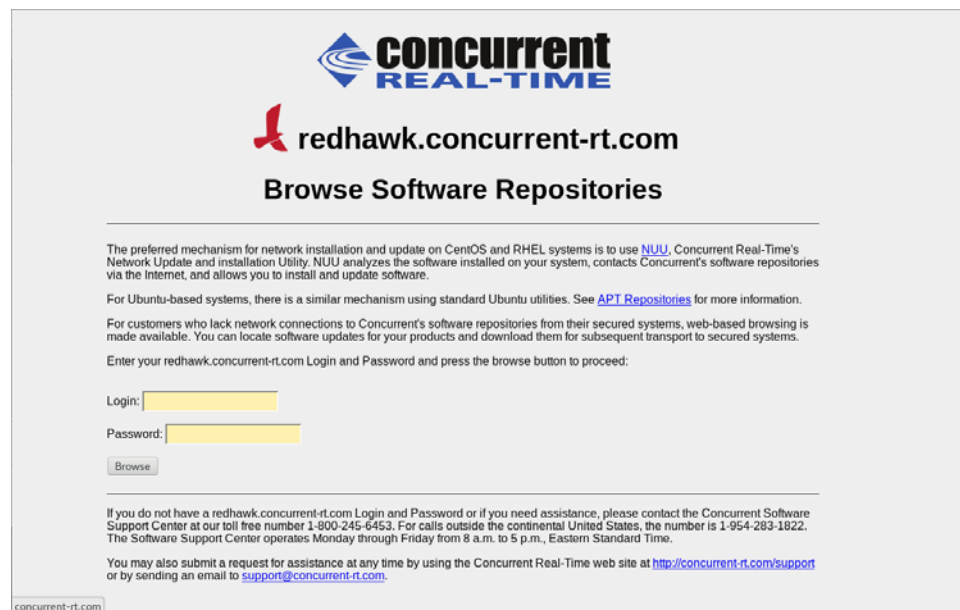 concurrent
REAL-TIME
redhawk.concurrent-rt.com
Browse Software Repositories
The preferred mechanism for network installation and update on CentOS and RHEL systems is to use NUU, Concurrent Real-Time's
Network Update and installation Utility. NUU analyzes the software installed on your system, contacts Concurrent's software repositories
via the Internet, and allows you to install and update software.
For Ubuntu-based systems, there is a similar mechanism using standard Ubuntu utilities. See APT Repositories for more information.
For customers who lack network connections to Concurrent's software repositories from their secured systems, web-based browsing is
made available. You can locate software updates for your products and download them for subsequent transport to secured systems.
Enter your redhawk.concurrent-rt.com Login and Password and press the browse button to proceed:
Login:
Password:
Browse
If you do not have a redhawk.concurrent-rt.com Login and Password or if you need assistance, please contact the Concurrent Software
Support Center at our toll free number 1-800-245-6453. For calls outside the continental United States, the number is 1-954-283-1822.
The Software Support Center operates Monday through Friday from 8 a.m. to 5 p.m., Eastern Standard Time.
You may also submit a request for assistance at any time by using the Concurrent Real-Time web site at http://concurrent-rt.com/support
or by sending an email to support@concurrent-rt.com.
concurrent-rt.com